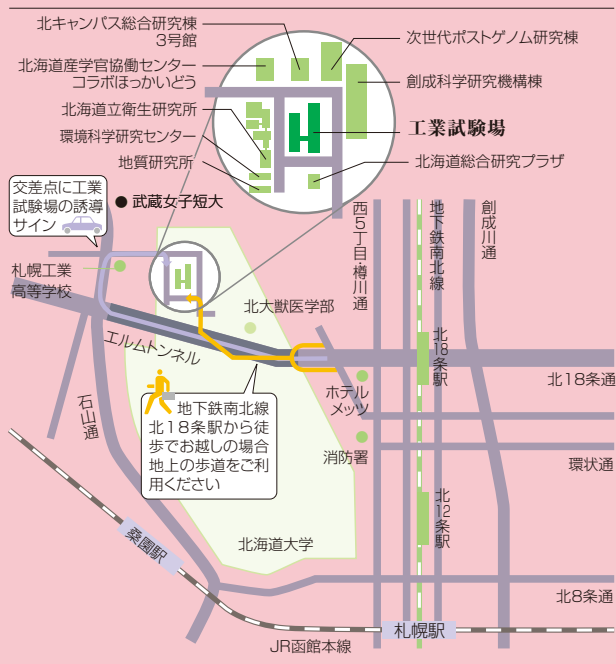 北キャンパス総合研究棟
3号館
次世代ポストゲノム研究棟
北海道産学官協働センター
コラボほっかいどう
創成科学研究機構棟
北海道立衛生研究所
工業試験場
環境科学研究センター
地質研究所
北海道総合研究プラザ
交差点に工業
試験場の誘導
サイン
● 武蔵女子短大
西5丁目樽川通
地下鉄南北線
創成川通
札幌工業
高等学校
北大獣医学部
エルムトンネル
北18条駅
北18条通
ホテル
メッツ
地下鉄南北線
北18条駅から徒
歩でお越しの場合
地上の歩道をご利
用ください
石山通
消防署
環状通
北12条駅
桑園駅
北海道大学
北8条通
札幌駅
JR函館本線